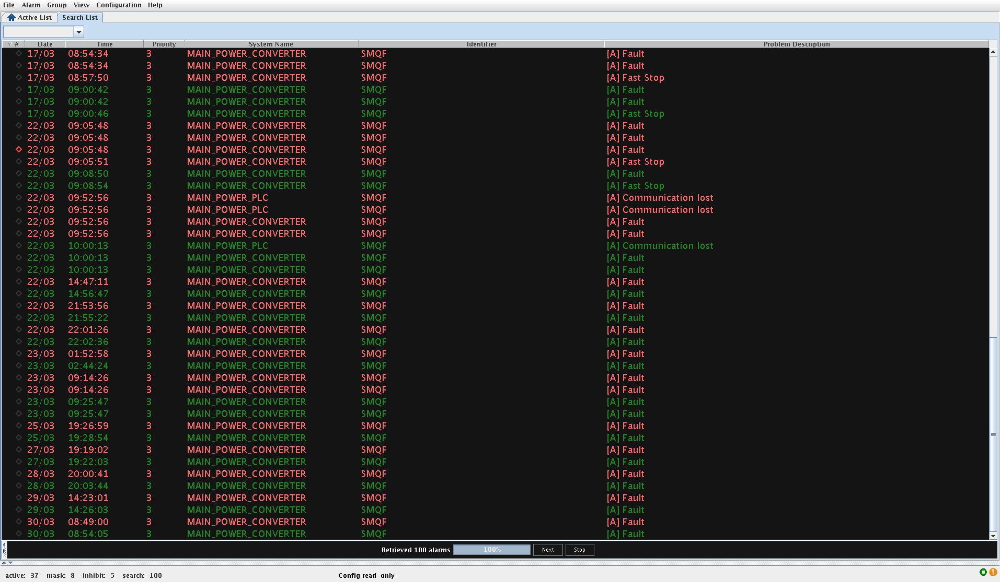 File Alarm Group View Configuration Help
Active List Search List
# Date Time Priority System Name Identifier Problem Description
17/03 08:54:34 3 MAIN_POWER_CONVERTER SMQF [A] Fault
17/03 08:54:34 3 MAIN_POWER_CONVERTER SMQF [A] Fault
17/03 08:57:50 3 MAIN_POWER_CONVERTER SMQF [A] Fast Stop
17/03 09:00:42 3 MAIN_POWER_CONVERTER SMQF [A] Fault
17/03 09:00:42 3 MAIN_POWER_CONVERTER SMQF [A] Fault
17/03 09:00:46 3 MAIN_POWER_CONVERTER SMQF [A] Fast Stop
22/03 09:05:48 3 MAIN_POWER_CONVERTER SMQF [A] Fault
22/03 09:05:48 3 MAIN_POWER_CONVERTER SMQF [A] Fault
22/03 09:05:48 3 MAIN_POWER_CONVERTER SMQF [A] Fault
22/03 09:05:51 3 MAIN_POWER_CONVERTER SMQF [A] Fast Stop
22/03 09:08:50 3 MAIN_POWER_CONVERTER SMQF [A] Fault
22/03 09:08:54 3 MAIN_POWER_CONVERTER SMQF [A] Fast Stop
22/03 09:52:56 3 MAIN_POWER_PLC SMQF [A] Communication lost
22/03 09:52:56 3 MAIN_POWER_PLC SMQF [A] Communication lost
22/03 09:52:56 3 MAIN_POWER_CONVERTER SMQF [A] Fault
22/03 09:52:56 3 MAIN_POWER_CONVERTER SMQF [A] Fault
22/03 10:00:13 3 MAIN_POWER_PLC SMQF [A] Communication lost
22/03 10:00:13 3 MAIN_POWER_CONVERTER SMQF [A] Fault
22/03 10:00:13 3 MAIN_POWER_CONVERTER SMQF [A] Fault
22/03 14:47:11 3 MAIN_POWER_CONVERTER SMQF [A] Fault
22/03 14:56:47 3 MAIN_POWER_CONVERTER SMQF [A] Fault
22/03 21:53:56 3 MAIN_POWER_CONVERTER SMQF [A] Fault
22/03 21:55:22 3 MAIN_POWER_CONVERTER SMQF [A] Fault
22/03 22:01:26 3 MAIN_POWER_CONVERTER SMQF [A] Fault
22/03 22:02:36 3 MAIN_POWER_CONVERTER SMQF [A] Fault
23/03 01:52:58 3 MAIN_POWER_CONVERTER SMQF [A] Fault
23/03 02:44:24 3 MAIN_POWER_CONVERTER SMQF [A] Fault
23/03 09:14:26 3 MAIN_POWER_CONVERTER SMQF [A] Fault
23/03 09:14:26 3 MAIN_POWER_CONVERTER SMQF [A] Fault
23/03 09:25:47 3 MAIN_POWER_CONVERTER SMQF [A] Fault
23/03 09:25:47 3 MAIN_POWER_CONVERTER SMQF [A] Fault
25/03 19:26:59 3 MAIN_POWER_CONVERTER SMQF [A] Fault
25/03 19:28:54 3 MAIN_POWER_CONVERTER SMQF [A] Fault
27/03 19:19:02 3 MAIN_POWER_CONVERTER SMQF [A] Fault
27/03 19:22:03 3 MAIN_POWER_CONVERTER SMQF [A] Fault
28/03 20:00:41 3 MAIN_POWER_CONVERTER SMQF [A] Fault
28/03 20:03:44 3 MAIN_POWER_CONVERTER SMQF [A] Fault
29/03 14:23:01 3 MAIN_POWER_CONVERTER SMQF [A] Fault
29/03 14:26:03 3 MAIN_POWER_CONVERTER SMQF [A] Fault
30/03 08:49:00 3 MAIN_POWER_CONVERTER SMQF [A] Fault
30/03 08:54:05 3 MAIN_POWER_CONVERTER SMQF [A] Fault
Retrieved 100 alarms 100% Next Stop
active: 37 mask: 8 inhibit: 5 search: 100 Config read-only